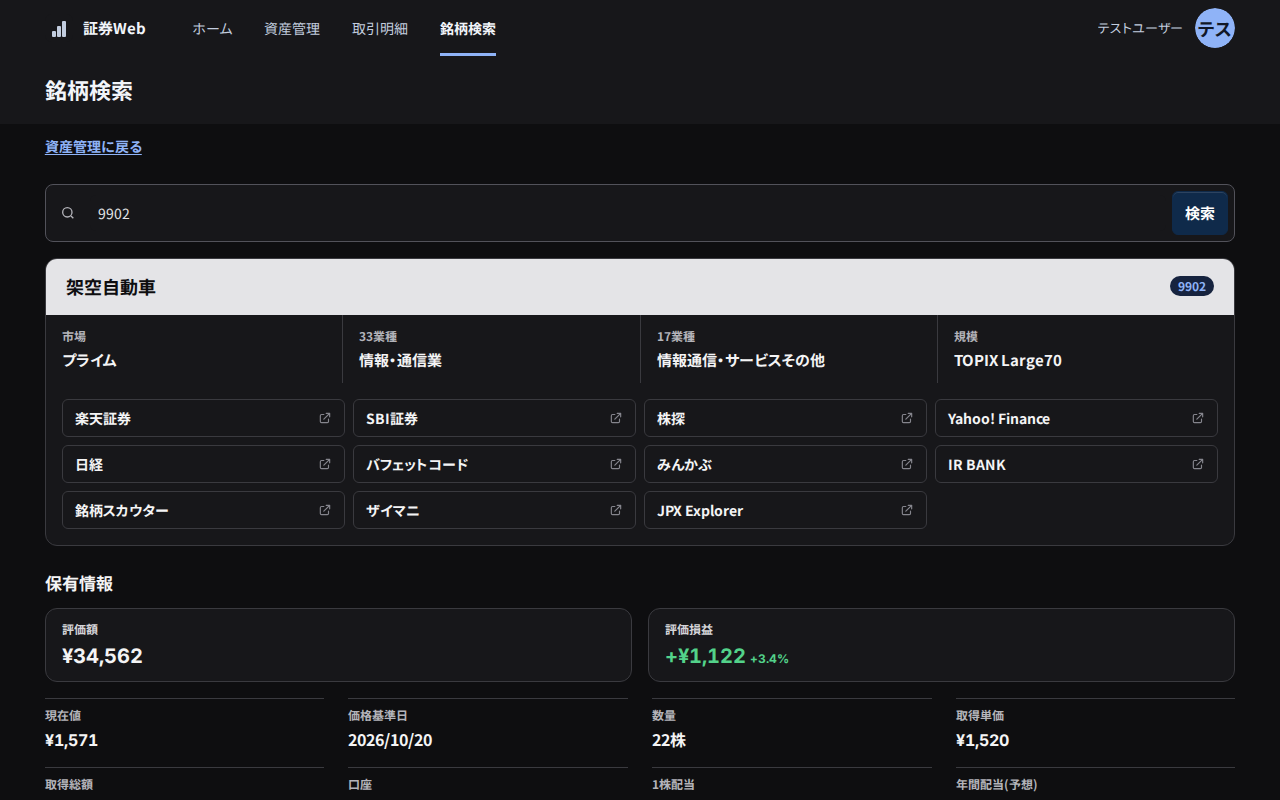 証券Web
ホーム
資産管理
取引明細
銘柄検索
テストユーザー
テス
銘柄検索
資産管理に戻る
9902
検索
架空自動車
9902
市場
プライム
33業種
情報・通信業
17業種
情報通信・サービスその他
規模
TOPIX Large70
楽天証券
SBI証券
株探
Yahoo! Finance
日経
バフェットコード
みんかぶ
IR BANK
銘柄スカウター
ザイマニ
JPX Explorer
保有情報
評価額
¥34,562
評価損益
+¥1,122 +3.4%
現在値
¥1,571
価格基準日
2026/10/20
数量
22株
取得単価
¥1,520
取得総額
口座
1株配当
年間配当(予想)